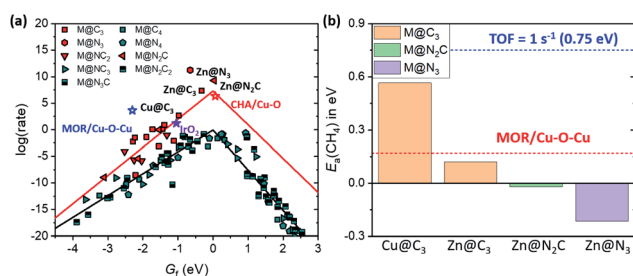 (a)
log(rate)
20
15
10
5
0
-5
-10
-15
-20
M@C₃
M@N₃
M@NC₂
M@NC₃
M@N₃C
M@C₄
M@N₄
M@N₂C
M@N₂C₂
Zn@N₃
Zn@C₃
Zn@N₂C
Cu@C₃
CHA/Cu-O
MOR/Cu-O-Cu
IrO₂
-4 -3 -2 -1 0 1 2 3
Gf (eV)
(b)
Eₐ(CH₄) in eV
0.9
0.6
0.3
0.0
-0.3
M@C₃
M@N₂C
M@N₃
TOF = 1 s⁻¹ (0.75 eV)
MOR/Cu-O-Cu
Cu@C₃ Zn@C₃ Zn@N₂C Zn@N₃